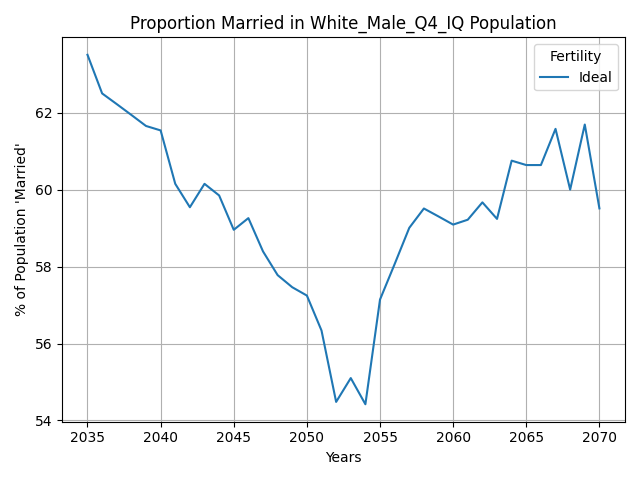 Proportion Married in White_Male_Q4_IQ Population
Fertility
Ideal
% of Population 'Married'
62
60
58
56
54
2035 2040 2045 2050 2055 2060 2065 2070
Years